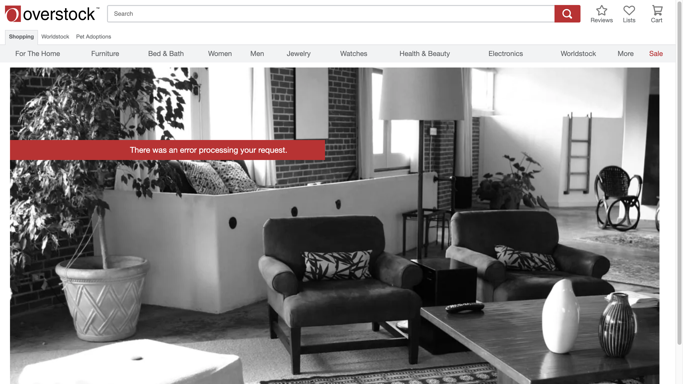 overstock™
Search
Reviews
Lists
Cart
Shopping
Worldstock
Pet Adoptions
For The Home
Furniture
Bed & Bath
Women
Men
Jewelry
Watches
Health & Beauty
Electronics
Worldstock
More
Sale
There was an error processing your request.